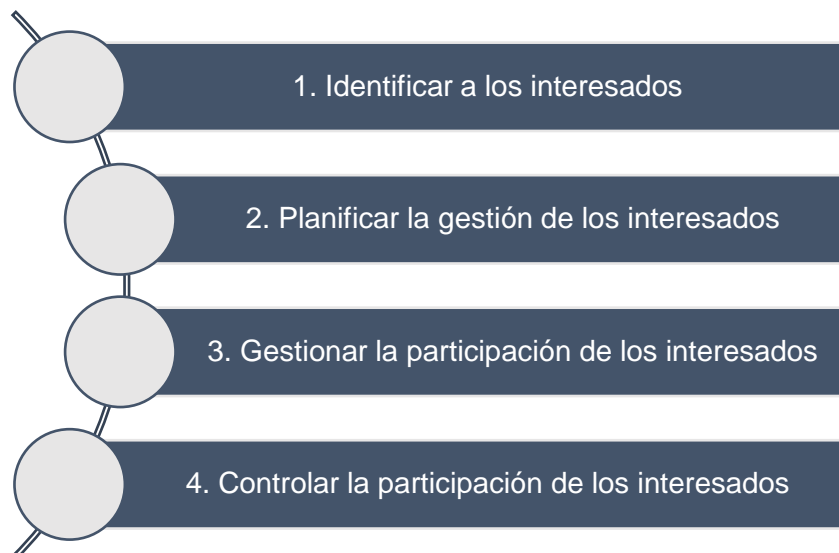 1. Identificar a los interesados
2. Planificar la gestión de los interesados
3. Gestionar la participación de los interesados
4. Controlar la participación de los interesados